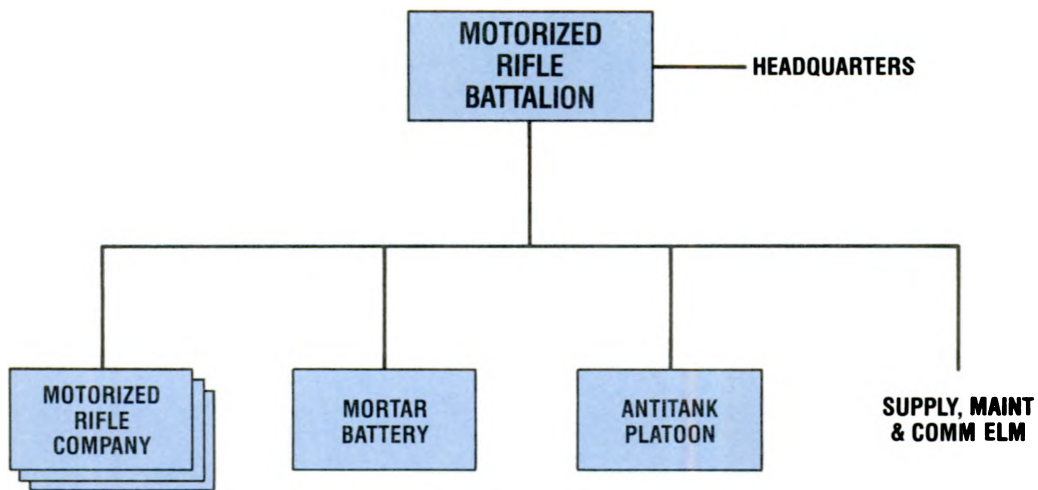 MOTORIZED
RIFLE
BATTALION
HEADQUARTERS
MOTORIZED
RIFLE
COMPANY
MORTAR
BATTERY
ANTITANK
PLATOON
SUPPLY, MAINT
& COMM ELM